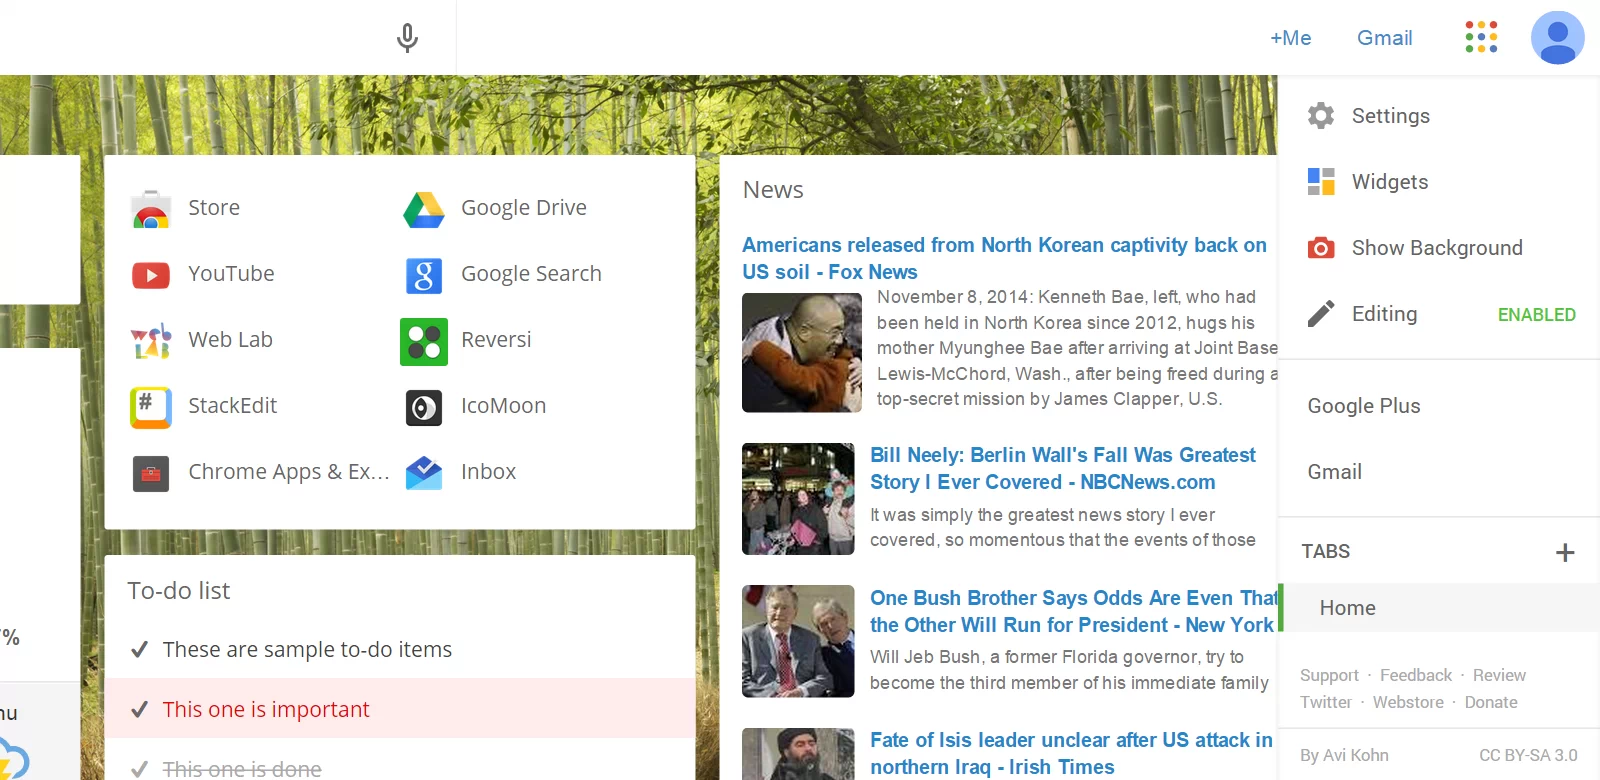 +Me Gmail
7%
nu
Store
Google Drive
YouTube
Google Search
Web Lab
Reversi
StackEdit
IcoMoon
Chrome Apps & Ex...
Inbox
To-do list
These are sample to-do items
This one is important
This one is done
News
Americans released from North Korean captivity back on
US soil - Fox News
November 8, 2014: Kenneth Bae, left, who had
been held in North Korea since 2012, hugs his
mother Myunghee Bae after arriving at Joint Base
Lewis-McChord, Wash., after being freed during a
top-secret mission by James Clapper, U.S.
Bill Neely: Berlin Wall's Fall Was Greatest
Story I Ever Covered - NBCNews.com
It was simply the greatest news story I ever
covered, so momentous that the events of those
One Bush Brother Says Odds Are Even That
the Other Will Run for President - New York
Will Jeb Bush, a former Florida governor, try to
become the third member of his immediate family
Fate of Isis leader unclear after US attack in
northern Iraq - Irish Times
Settings
Widgets
Show Background
Editing ENABLED
Google Plus
Gmail
TABS +
Home
Support · Feedback · Review
Twitter · Webstore · Donate
By Avi Kohn CC BY-SA 3.0